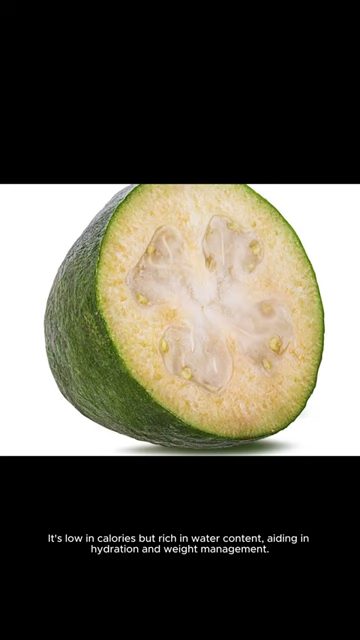 It's low in calories but rich in water content, aiding in
hydration and weight management.